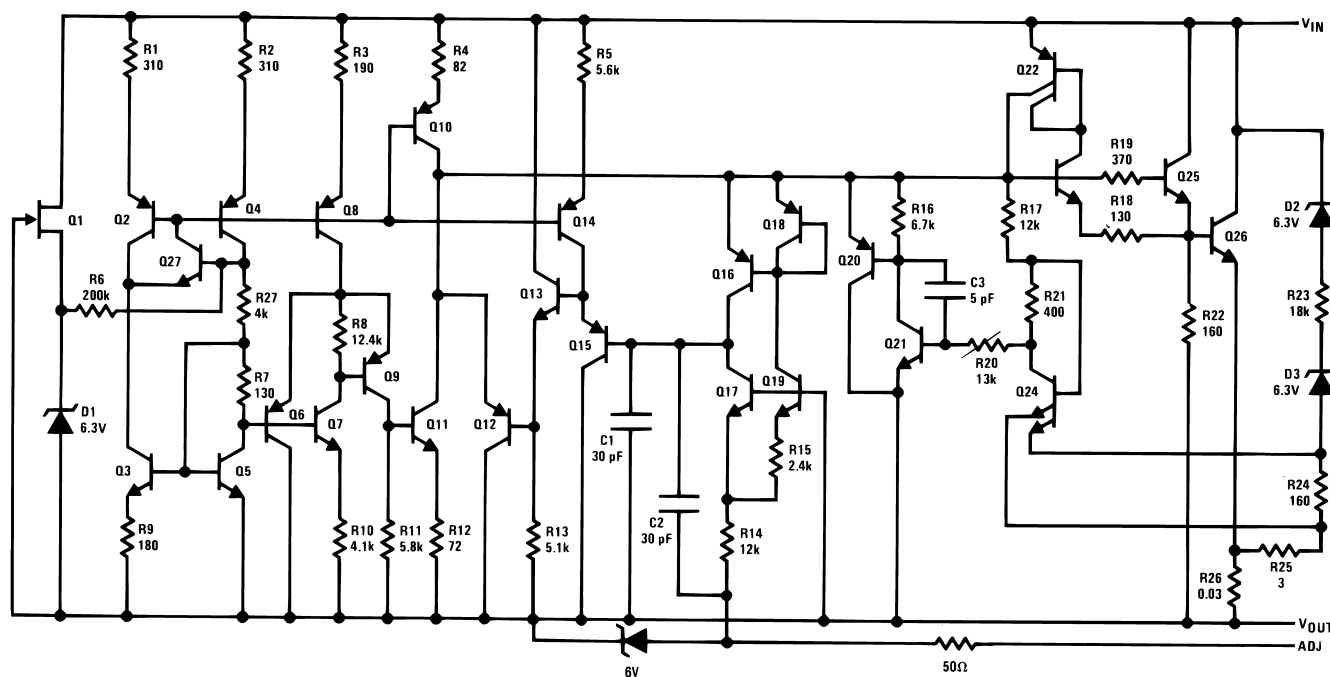 VIN
R1
310
R2
310
R3
190
R4
82
R5
5.6k
Q22
Q10
R19
370
Q25
Q1
Q2
Q4
Q8
Q14
R16
6.7k
R17
12k
R18
130
D2
6.3V
Q18
Q26
Q27
Q16
Q20
R6
200k
R27
4k
Q13
C3
5 pF
R21
400
R23
18k
R8
12.4k
Q15
Q21
R22
160
R20
13k
Q9
Q17
Q19
Q24
D3
6.3V
R7
130
D1
6.3V
Q6
Q7
Q11
Q12
C1
30 pF
R15
2.4k
Q3
Q5
R24
160
C2
30 pF
R9
180
R10
4.1k
R11
5.8k
R12
72
R13
5.1k
R14
12k
R25
3
R26
0.03
VOUT
ADJ
6V
50Ω